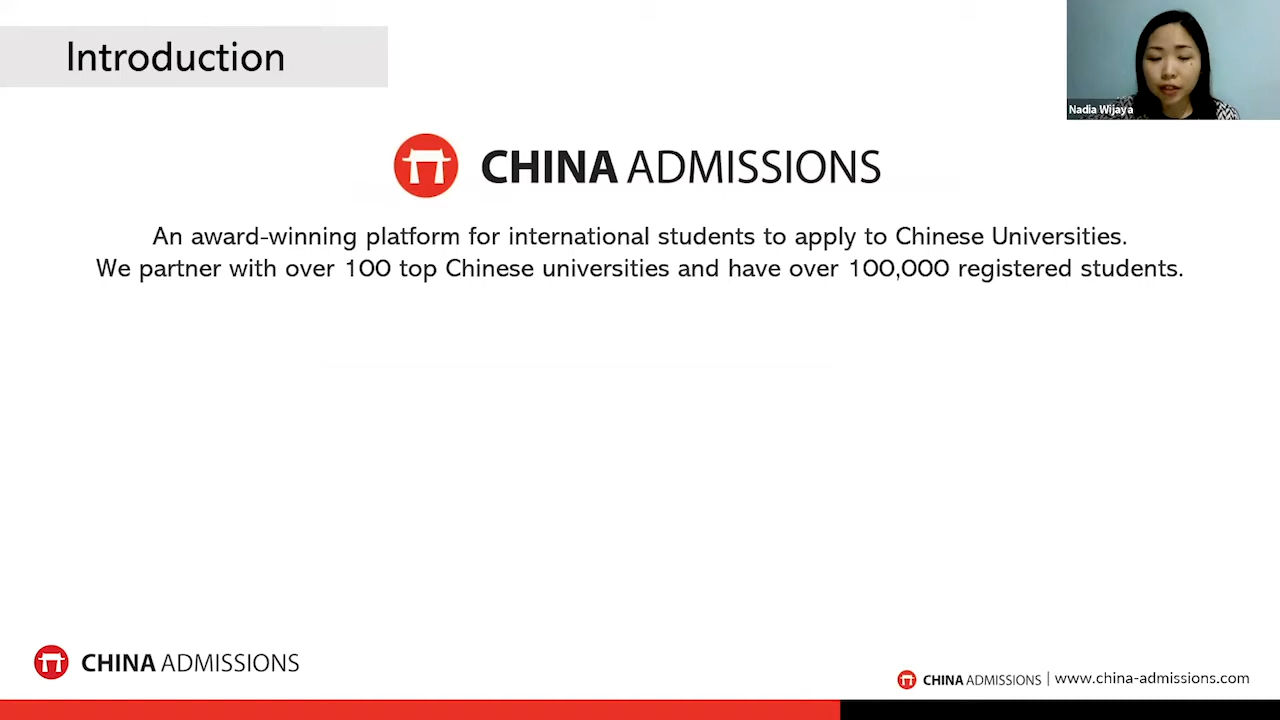 Introduction
Nadia Wijaya
CHINA ADMISSIONS
An award-winning platform for international students to apply to Chinese Universities.
We partner with over 100 top Chinese universities and have over 100,000 registered students.
CHINA ADMISSIONS
CHINA ADMISSIONS | www.china-admissions.com